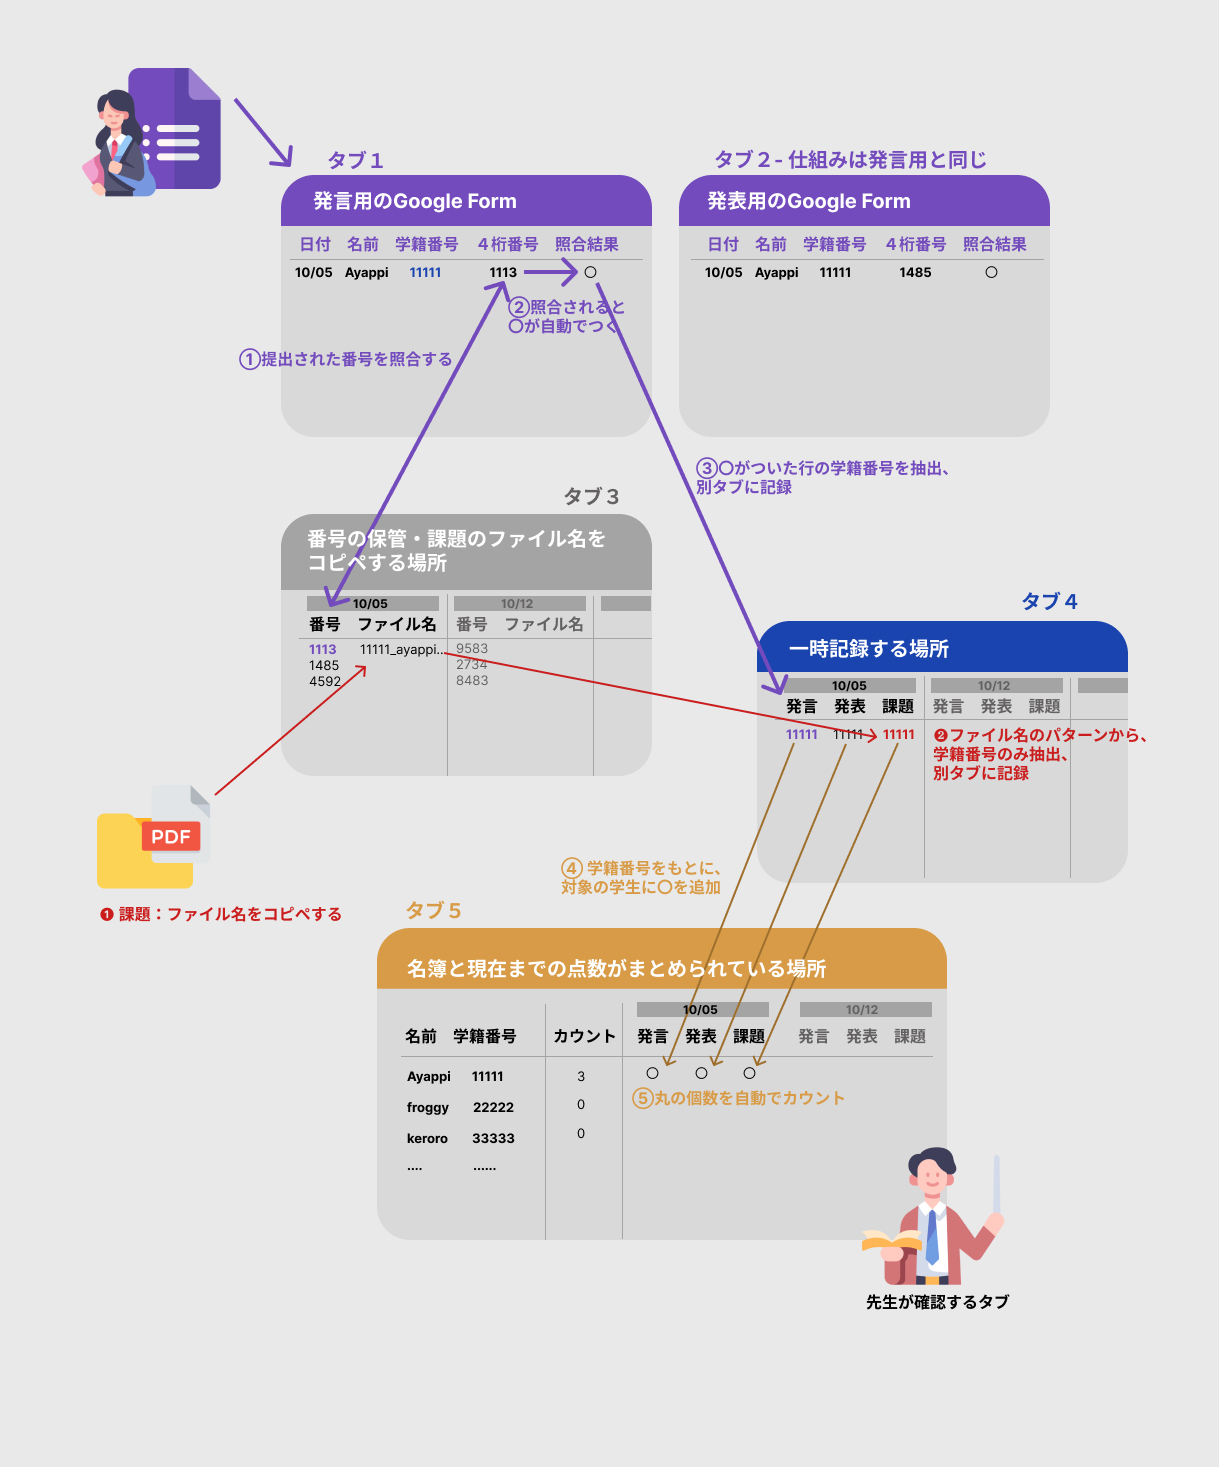 タブ１
タブ２- 仕組みは発言用と同じ
発言用のGoogle Form
発表用のGoogle Form
日付 名前 学籍番号 ４桁番号 照合結果
10/05 Ayappi 11111 1113 〇
日付 名前 学籍番号 ４桁番号 照合結果
10/05 Ayappi 11111 1485 〇
②照合されると
〇が自動でつく
①提出された番号を照合する
③〇がついた行の学籍番号を抽出、
別タブに記録
タブ３
番号の保管・課題のファイル名を
コピペする場所
10/05 10/12
番号 ファイル名 番号 ファイル名
1113 11111_ayappi... 9583
1485 2734
4592 8483
タブ４
一時記録する場所
10/05 10/12
発言 発表 課題 発言 発表 課題
11111 11111 11111
❷ファイル名のパターンから、
学籍番号のみ抽出、
別タブに記録
PDF
❶ 課題：ファイル名をコピペする
④ 学籍番号をもとに、
対象の学生に〇を追加
タブ５
名簿と現在までの点数がまとめられている場所
10/05 10/12
名前 学籍番号 カウント 発言 発表 課題 発言 発表 課題
Ayappi 11111 3 〇 〇 〇
⑤丸の個数を自動でカウント
froggy 22222 0
keroro 33333 0
.... ......
先生が確認するタブ